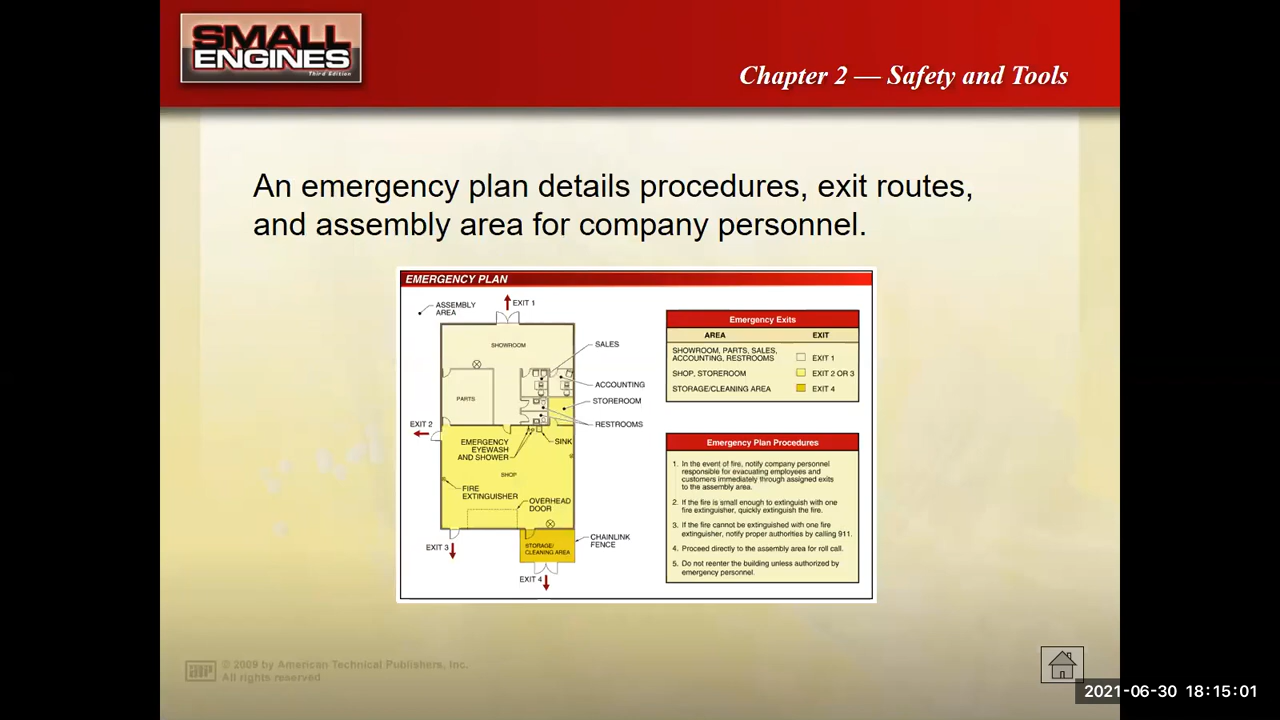 SMALL
ENGINES
Third Edition
Chapter 2 — Safety and Tools
An emergency plan details procedures, exit routes,
and assembly area for company personnel.
EMERGENCY PLAN
ASSEMBLY
AREA
EXIT 1
SHOWROOM
SALES
ACCOUNTING
PARTS
STOREROOM
RESTROOMS
EXIT 2
EMERGENCY
EYEWASH
AND SHOWER
SINK
SHOP
FIRE
EXTINGUISHER
OVERHEAD
DOOR
CHAINLINK
FENCE
EXIT 3
STORAGE/
CLEANING AREA
EXIT 4
Emergency Exits
AREA EXIT
SHOWROOM, PARTS, SALES,
ACCOUNTING, RESTROOMS EXIT 1
SHOP, STOREROOM EXIT 2 OR 3
STORAGE/CLEANING AREA EXIT 4
Emergency Plan Procedures
1. In the event of fire, notify company personnel
responsible for evacuating employees and
customers immediately through assigned exits
to the assembly area.
2. If the fire is small enough to extinguish with one
fire extinguisher, quickly extinguish the fire.
3. If the fire cannot be extinguished with one fire
extinguisher, notify proper authorities by calling 911.
4. Proceed directly to the assembly area for roll call.
5. Do not reenter the building unless authorized by
emergency personnel.
atp
© 2009 by American Technical Publishers, Inc.
All rights reserved
2021-06-30 18:15:01